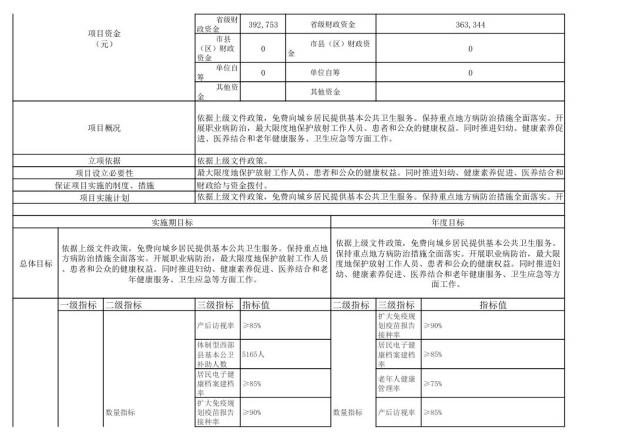 项目资金
（元）
省级财
政资金
392,753
省级财政资金
363,344
市县
（区）财政
资金
0
市县（区）财政资
金
0
单位自
筹
0
单位自筹
0
其他资
金
其他资金
项目概况
依据上级文件政策，免费向城乡居民提供基本公共卫生服务。保持重点地方病防治措施全面落实。开
展职业病防治，最大限度地保护放射工作人员、患者和公众的健康权益。同时推进妇幼、健康素养促
进、医养结合和老年健康服务、卫生应急等方面工作。
立项依据
依据上级文件政策。
项目设立必要性
最大限度地保护放射工作人员、患者和公众的健康权益。同时推进妇幼、健康素养促进、医养结合和
保证项目实施的制度、措施
财政给与资金拨付。
项目实施计划
依据上级文件政策，免费向城乡居民提供基本公共卫生服务。保持重点地方病防治措施全面落实。开
实施期目标
年度目标
总体目标
依据上级文件政策，免费向城乡居民提供基本公共卫生服务。保持重点地
方病防治措施全面落实。开展职业病防治，最大限度地保护放射工作人员
、患者和公众的健康权益。同时推进妇幼、健康素养促进、医养结合和老
年健康服务、卫生应急等方面工作。
依据上级文件政策，免费向城乡居民提供基本公共卫生服务。
保持重点地方病防治措施全面落实。开展职业病防治，最大限
度地保护放射工作人员、患者和公众的健康权益。同时推进妇
幼、健康素养促进、医养结合和老年健康服务、卫生应急等方
面工作。
一级指标
二级指标
三级指标
指标值
二级指标
三级指标
指标值
产后访视率
≥85%
扩大免疫规
划疫苗报告
接种率
≥90%
体制型西部
县基本公卫
补助人数
5165人
居民电子健
康档案建档
率
≥85%
居民电子健
康档案建档
率
≥85%
老年人健康
管理率
≥75%
数量指标
扩大免疫规
划疫苗报告
接种率
≥90%
数量指标
产后访视率
≥85%